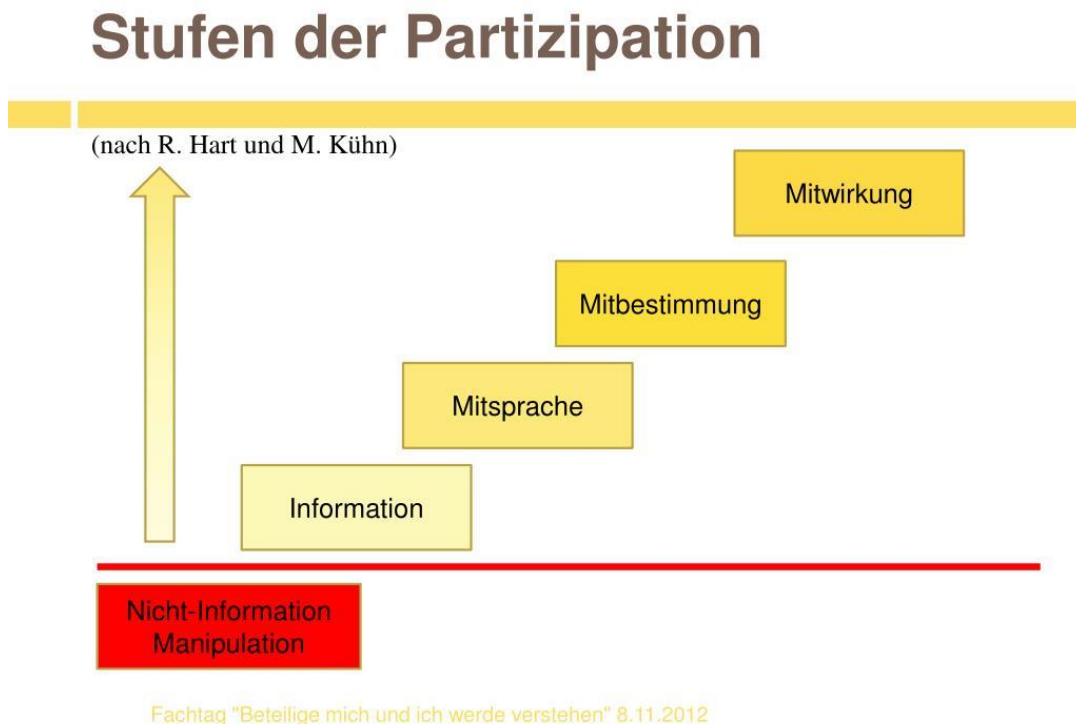 Stufen der Partizipation
(nach R. Hart und M. Kühn)
Mitwirkung
Mitbestimmung
Mitsprache
Information
Nicht-Information
Manipulation
Fachtag "Beteilige mich und ich werde verstehen" 8.11.2012